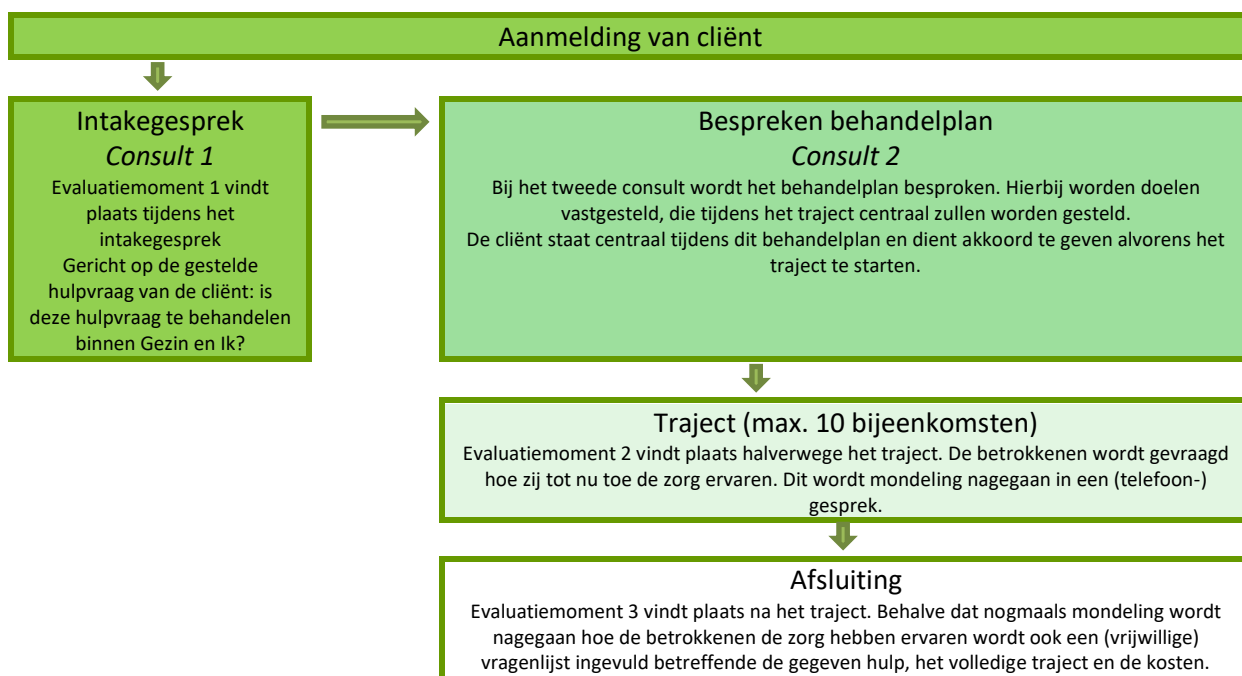 Aanmelding van cliënt
Intakegesprek
Consult 1
Evaluatiemoment 1 vindt
plaats tijdens het
intakegesprek
Gericht op de gestelde
hulpvraag van de cliënt: is
deze hulpvraag te behandelen
binnen Gezin en Ik?
Bespreken behandelplan
Consult 2
Bij het tweede consult wordt het behandelplan besproken. Hierbij worden doelen
vastgesteld, die tijdens het traject centraal zullen worden gesteld.
De cliënt staat centraal tijdens dit behandelplan en dient akkoord te geven alvorens het
traject te starten.
Traject (max. 10 bijeenkomsten)
Evaluatiemoment 2 vindt plaats halverwege het traject. De betrokkenen wordt gevraagd
hoe zij tot nu toe de zorg ervaren. Dit wordt mondeling nagegaan in een (telefoon-)
gesprek.
Afsluiting
Evaluatiemoment 3 vindt plaats na het traject. Behalve dat nogmaals mondeling wordt
nagegaan hoe de betrokkenen de zorg hebben ervaren wordt ook een (vrijwillige)
vragenlijst ingevuld betreffende de gegeven hulp, het volledige traject en de kosten.